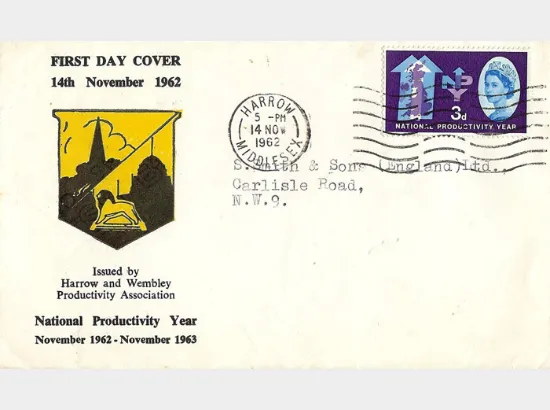 FIRST DAY COVER
14th November 1962
Issued by
Harrow and Wembley
Productivity Association
National Productivity Year
November 1962 - November 1963
HARROW
5 - PM
14 NOV
1962
MIDDLESEX
NPY
3d
NATIONAL PRODUCTIVITY YEAR
S. Smith & Sons (England)Ltd.,
Carlisle Road,
N.W.9.